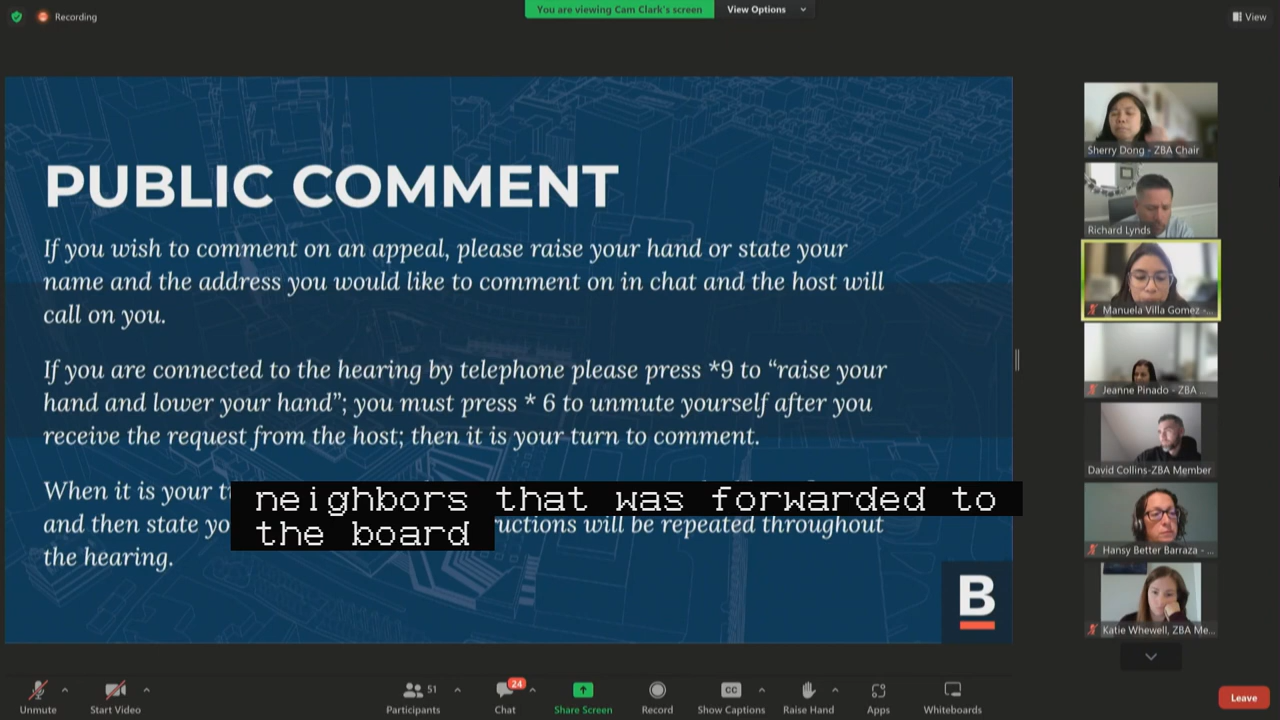 Recording
You are viewing Cam Clark's screen
View Options
View
PUBLIC COMMENT
If you wish to comment on an appeal, please raise your hand or state your
name and the address you would like to comment on in chat and the host will
call on you.
If you are connected to the hearing by telephone please press *9 to “raise your
hand and lower your hand”; you must press * 6 to unmute yourself after you
receive the request from the host; then it is your turn to comment.
When it is your
and then state
be repeated throughout
the hearing.
neighbors that was forwarded to
the board
B
Sherry Dong - ZBA Chair
Richard Lynds
Manuela Villa Gomez -...
Jeanne Pinado - ZBA ...
David Collins-ZBA Member
Hansy Better Barraza - ...
Katie Whewell, ZBA Me...
Unmute
Start Video
51
Participants
24
Chat
Share Screen
Record
CC
Show Captions
Raise Hand
Apps
Whiteboards
Leave